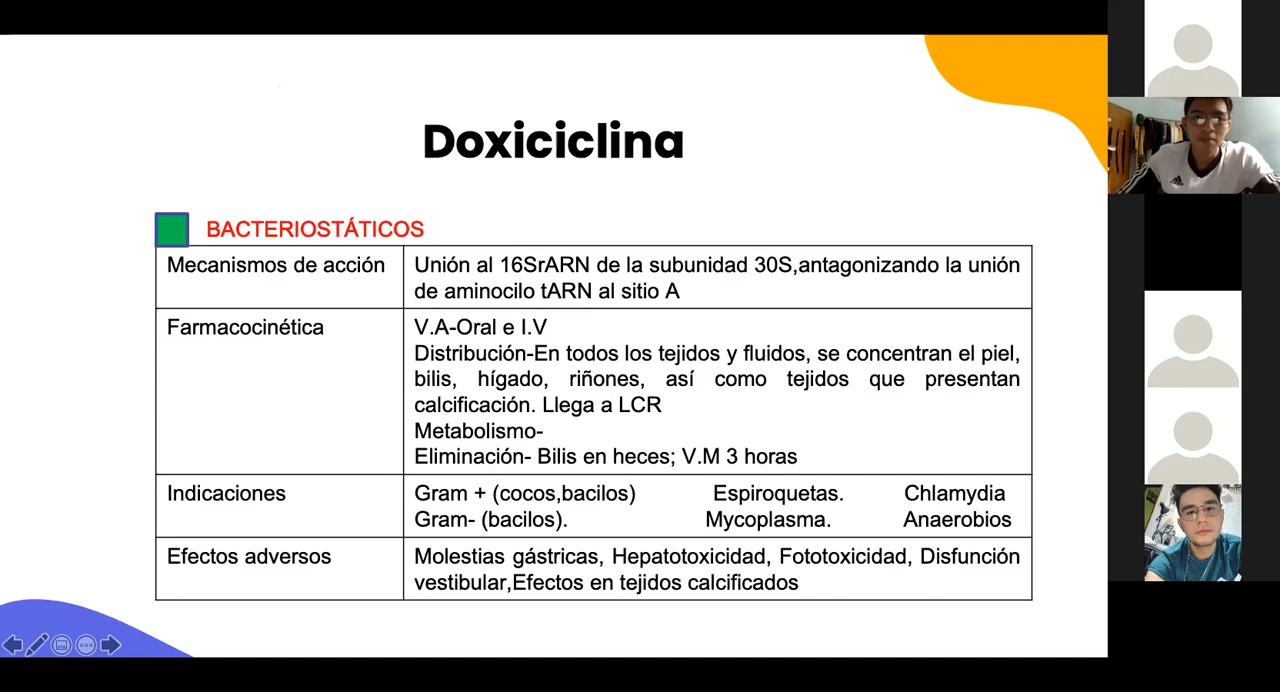 Doxiciclina
BACTERIOSTÁTICOS
Mecanismos de acción
Unión al 16SrARN de la subunidad 30S,antagonizando la unión
de aminocilo tARN al sitio A
Farmacocinética
V.A-Oral e I.V
Distribución-En todos los tejidos y fluidos, se concentran el piel,
bilis, hígado, riñones, así como tejidos que presentan
calcificación. Llega a LCR
Metabolismo-
Eliminación- Bilis en heces; V.M 3 horas
Indicaciones
Gram + (cocos,bacilos) Espiroquetas. Chlamydia
Gram- (bacilos). Mycoplasma. Anaerobios
Efectos adversos
Molestias gástricas, Hepatotoxicidad, Fototoxicidad, Disfunción
vestibular,Efectos en tejidos calcificados